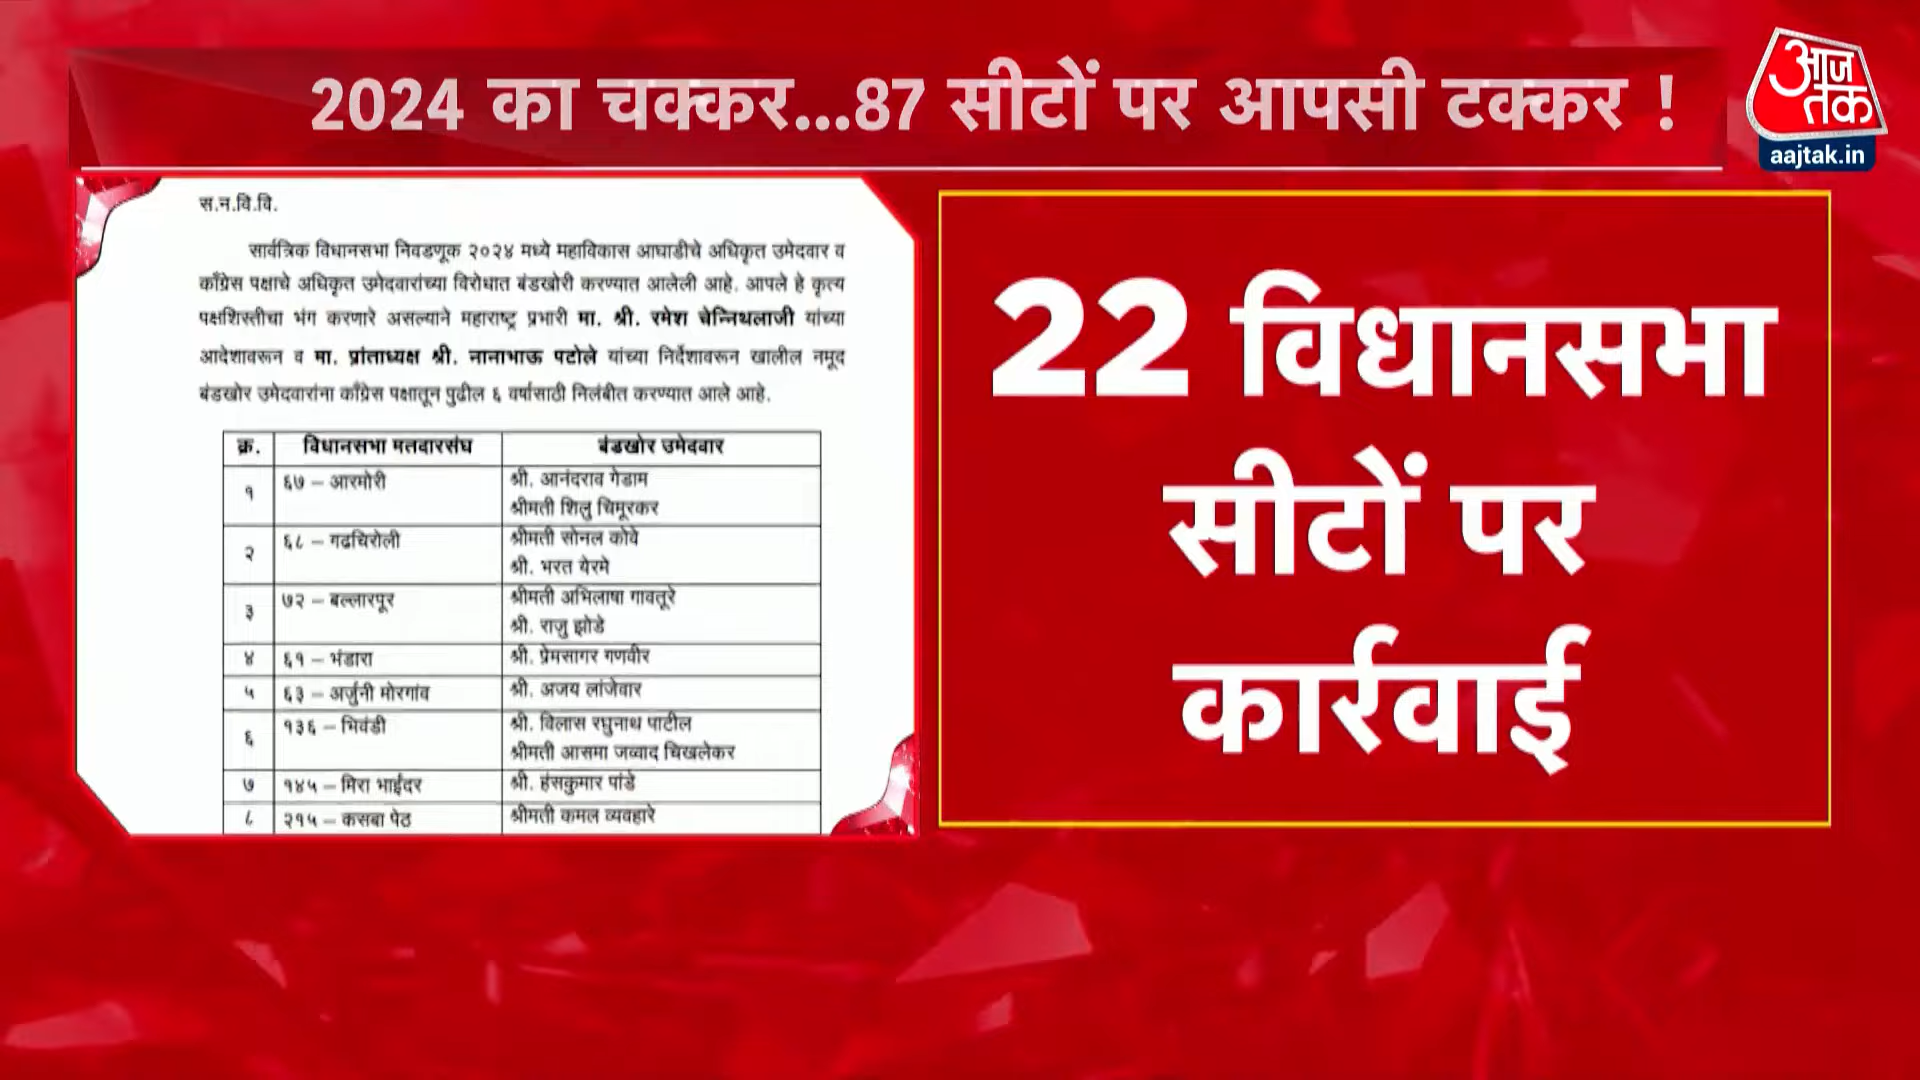 2024 का चक्कर...87 सीटों पर आपसी टक्कर !
आज
तक
aajtak.in
स.न.वि.वि.
सार्वत्रिक विधानसभा निवडणूक २०२४ मध्ये महाविकास आघाडीचे अधिकृत उमेदवार व
काँग्रेस पक्षाचे अधिकृत उमेदवारांच्या विरोधात बंडखोरी करण्यात आलेली आहे. आपले हे कृत्य
पक्षशिस्तीचा भंग करणारे असल्याने महाराष्ट्र प्रभारी मा. श्री. रमेश चेन्निथलाजी यांच्या
आदेशावरून व मा. प्रांताध्यक्ष श्री. नानाभाऊ पटोले यांच्या निर्देशावरून खालील नमूद
बंडखोर उमेदवारांना काँग्रेस पक्षातून पुढील ६ वर्षासाठी निलंबीत करण्यात आले आहे.
क्र. विधानसभा मतदारसंघ बंडखोर उमेदवार
१ ६७ – आरमोरी श्री. आनंदराव गेडाम
श्रीमती शिलु चिमूरकर
२ ६८ – गढचिरोली श्रीमती सोनल कोवे
श्री. भरत येरमे
३ ७२ – बल्लारपूर श्रीमती अभिलाषा गावतूरे
श्री. राजु झोडे
४ ६१ – भंडारा श्री. प्रेमसागर गणवीर
५ ६३ – अर्जुनी मोरगांव श्री. अजय लांजेवार
६ १३६ – भिवंडी श्री. विलास रघुनाथ पाटील
श्रीमती आसमा जव्वाद चिखलेकर
७ १४५ – मिरा भाईंदर श्री. हंसकुमार पांडे
८ २१५ – कसबा पेठ श्रीमती कमल व्यवहारे
22 विधानसभा
सीटों पर
कार्रवाई